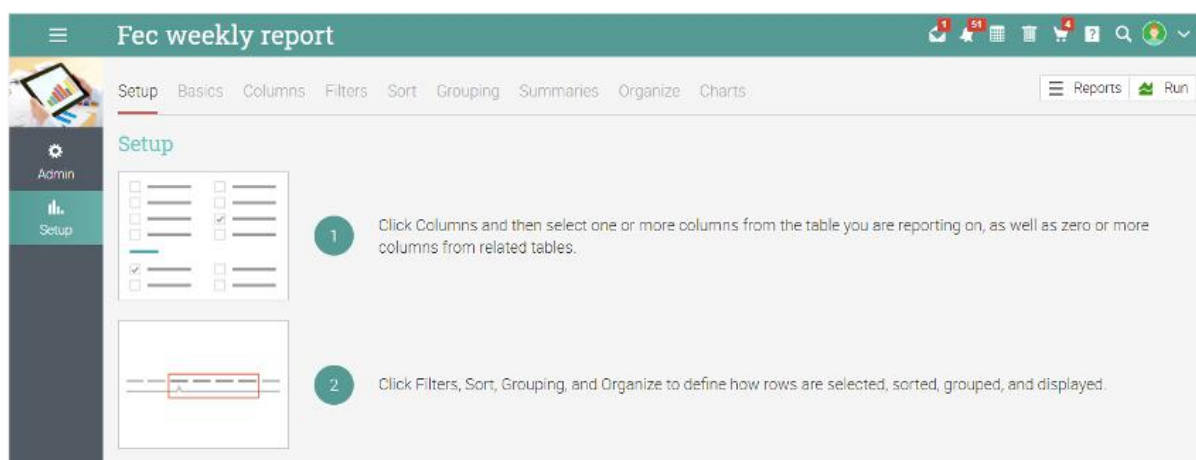 Fec weekly report
1
51
4
Setup Basics Columns Filters Sort Grouping Summaries Organize Charts
Reports Run
Setup
Admin
Setup
1
Click Columns and then select one or more columns from the table you are reporting on, as well as zero or more
columns from related tables.
2
Click Filters, Sort, Grouping, and Organize to define how rows are selected, sorted, grouped, and displayed.